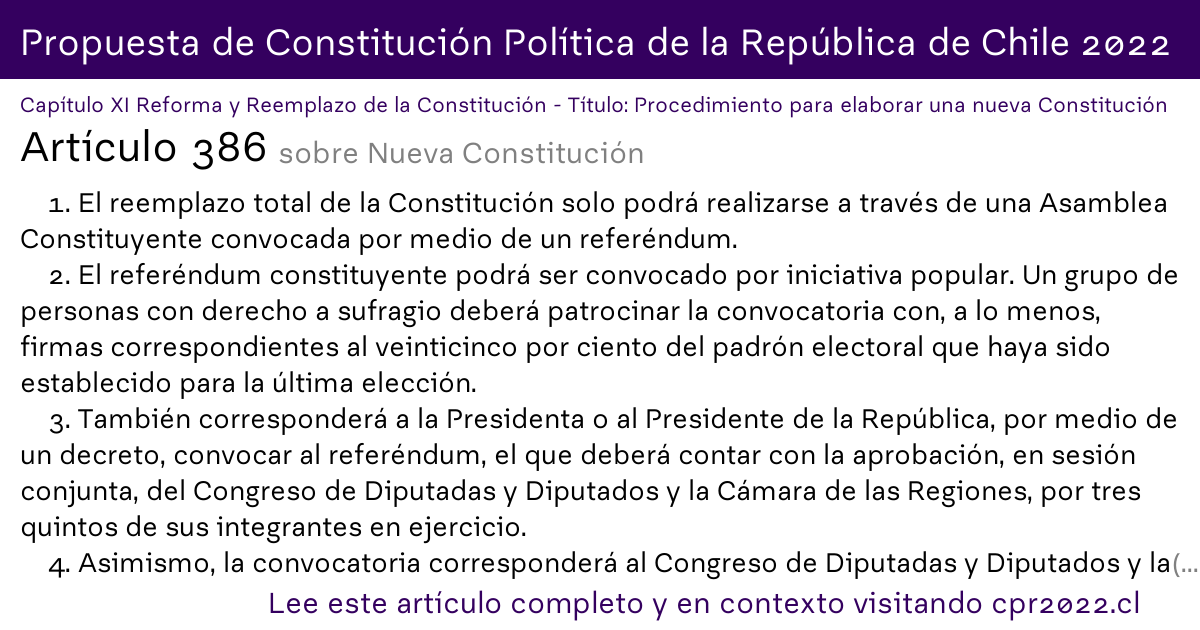 Propuesta de Constitución Política de la República de Chile 2022
Capítulo XI Reforma y Reemplazo de la Constitución - Título: Procedimiento para elaborar una nueva Constitución
Artículo 386 sobre Nueva Constitución
1. El reemplazo total de la Constitución solo podrá realizarse a través de una Asamblea
Constituyente convocada por medio de un referéndum.
2. El referéndum constituyente podrá ser convocado por iniciativa popular. Un grupo de
personas con derecho a sufragio deberá patrocinar la convocatoria con, a lo menos,
firmas correspondientes al veinticinco por ciento del padrón electoral que haya sido
establecido para la última elección.
3. También corresponderá a la Presidenta o al Presidente de la República, por medio de
un decreto, convocar al referéndum, el que deberá contar con la aprobación, en sesión
conjunta, del Congreso de Diputadas y Diputados y la Cámara de las Regiones, por tres
quintos de sus integrantes en ejercicio.
4. Asimismo, la convocatoria corresponderá al Congreso de Diputadas y Diputados y la(...
Lee este artículo completo y en contexto visitando cpr2022.cl